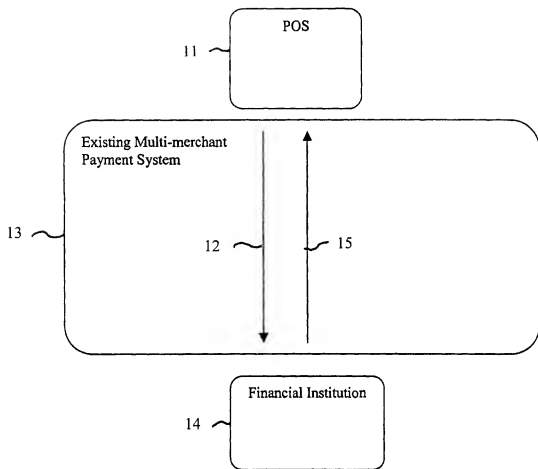 POS
11
Existing Multi-merchant
Payment System
13
12
15
Financial Institution
14